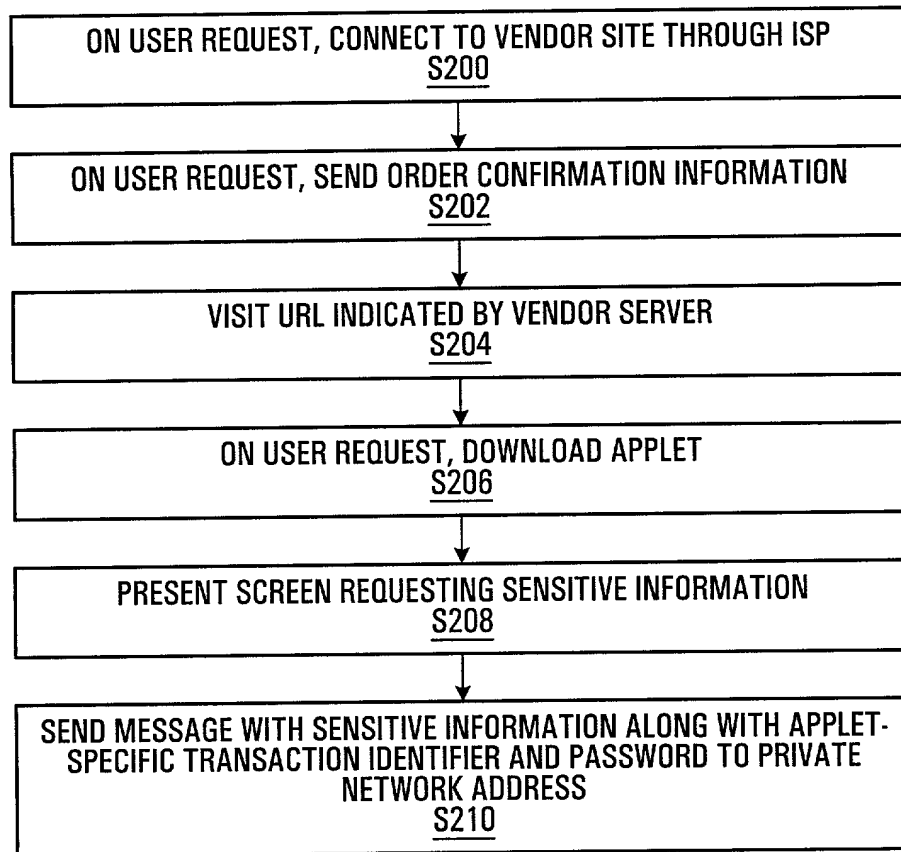 ON USER REQUEST, CONNECT TO VENDOR SITE THROUGH ISP
S200
ON USER REQUEST, SEND ORDER CONFIRMATION INFORMATION
S202
VISIT URL INDICATED BY VENDOR SERVER
S204
ON USER REQUEST, DOWNLOAD APPLET
S206
PRESENT SCREEN REQUESTING SENSITIVE INFORMATION
S208
SEND MESSAGE WITH SENSITIVE INFORMATION ALONG WITH APPLET-
SPECIFIC TRANSACTION IDENTIFIER AND PASSWORD TO PRIVATE
NETWORK ADDRESS
S210